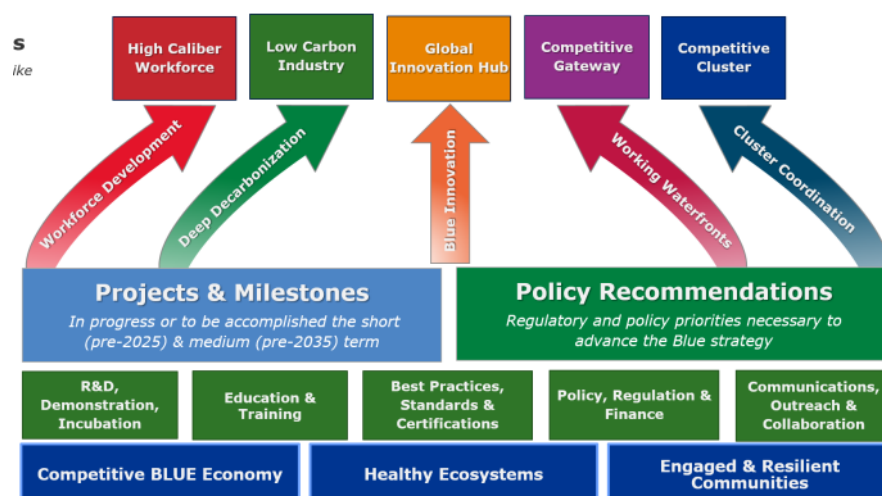 s
ike
High Caliber
Workforce
Low Carbon
Industry
Global
Innovation Hub
Competitive
Gateway
Competitive
Cluster
Workforce Development
Deep Decarbonization
Blue Innovation
Working Waterfronts
Cluster Coordination
Projects & Milestones
In progress or to be accomplished the short
(pre-2025) & medium (pre-2035) term
Policy Recommendations
Regulatory and policy priorities necessary to
advance the Blue strategy
R&D,
Demonstration,
Incubation
Education &
Training
Best Practices,
Standards &
Certifications
Policy, Regulation &
Finance
Communications,
Outreach &
Collaboration
Competitive BLUE Economy
Healthy Ecosystems
Engaged & Resilient
Communities